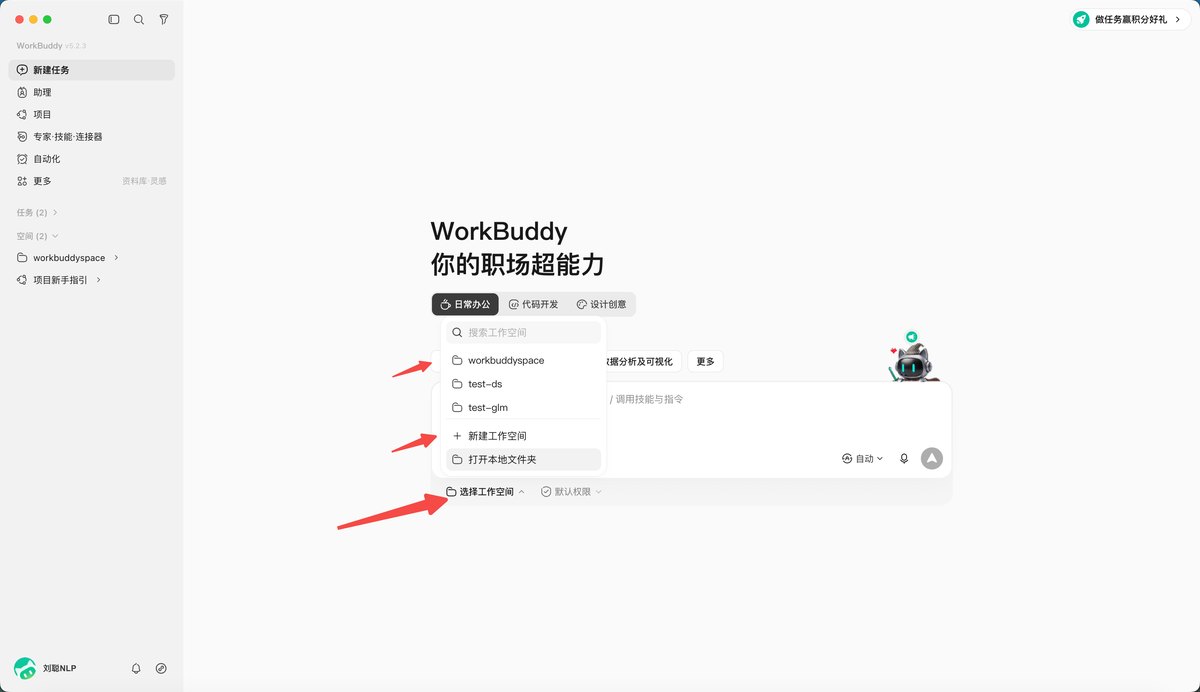 做任务赢积分好礼
WorkBuddy v5.2.3
新建任务
助理
项目
专家·技能·连接器
自动化
更多 资料库·灵感
任务 (2)
空间 (2)
workbuddyspace
项目新手指引
WorkBuddy
你的职场超能力
日常办公 代码开发 设计创意
搜索工作空间
workbuddyspace
数据分析及可视化 更多
test-ds
/ 调用技能与指令
test-glm
+ 新建工作空间
打开本地文件夹
自动
选择工作空间 默认权限
刘聪NLP